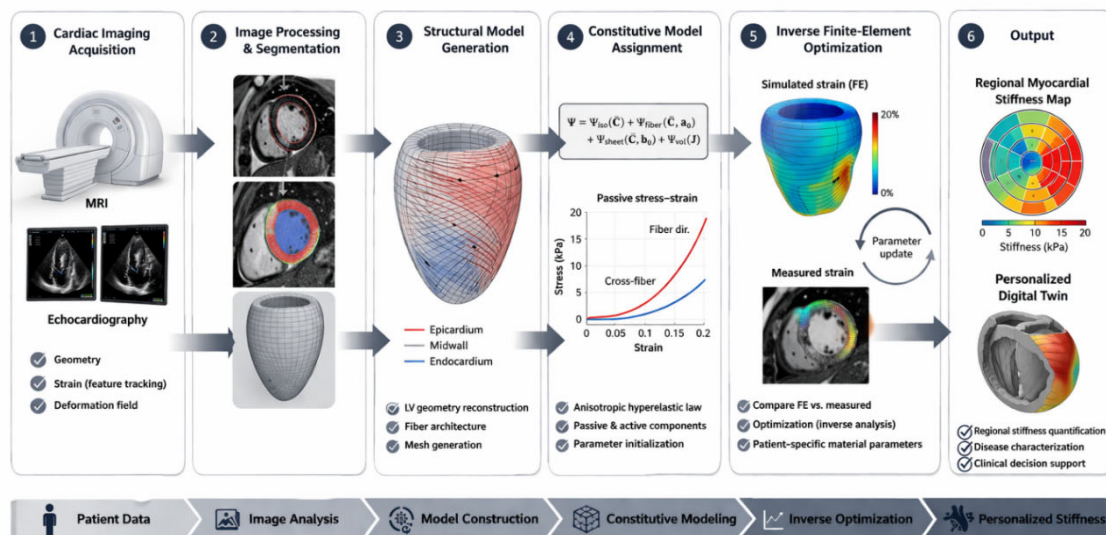 1 Cardiac Imaging
Acquisition
MRI
Echocardiography
Geometry
Strain (feature tracking)
Deformation field
2 Image Processing
& Segmentation
3 Structural Model
Generation
Epicardium
Midwall
Endocardium
LV geometry reconstruction
Fiber architecture
Mesh generation
4 Constitutive Model
Assignment
Ψ = Ψiso(C̄) + Ψfiber(C̄, a₀)
+ Ψsheet(C̄, b₀) + Ψvol(J)
Passive stress–strain
Stress (kPa)
20
15
10
5
0
Fiber dir.
Cross-fiber
0 0.05 0.1 0.15 0.2
Strain
Anisotropic hyperelastic law
Passive & active components
Parameter initialization
5 Inverse Finite-Element
Optimization
Simulated strain (FE)
20%
0%
Parameter
update
Measured strain
Compare FE vs. measured
Optimization (inverse analysis)
Patient-specific material parameters
6 Output
Regional Myocardial
Stiffness Map
0 5 10 15 20
Stiffness (kPa)
Personalized
Digital Twin
Regional stiffness quantification
Disease characterization
Clinical decision support
Patient Data
Image Analysis
Model Construction
Constitutive Modeling
Inverse Optimization
Personalized Stiffness